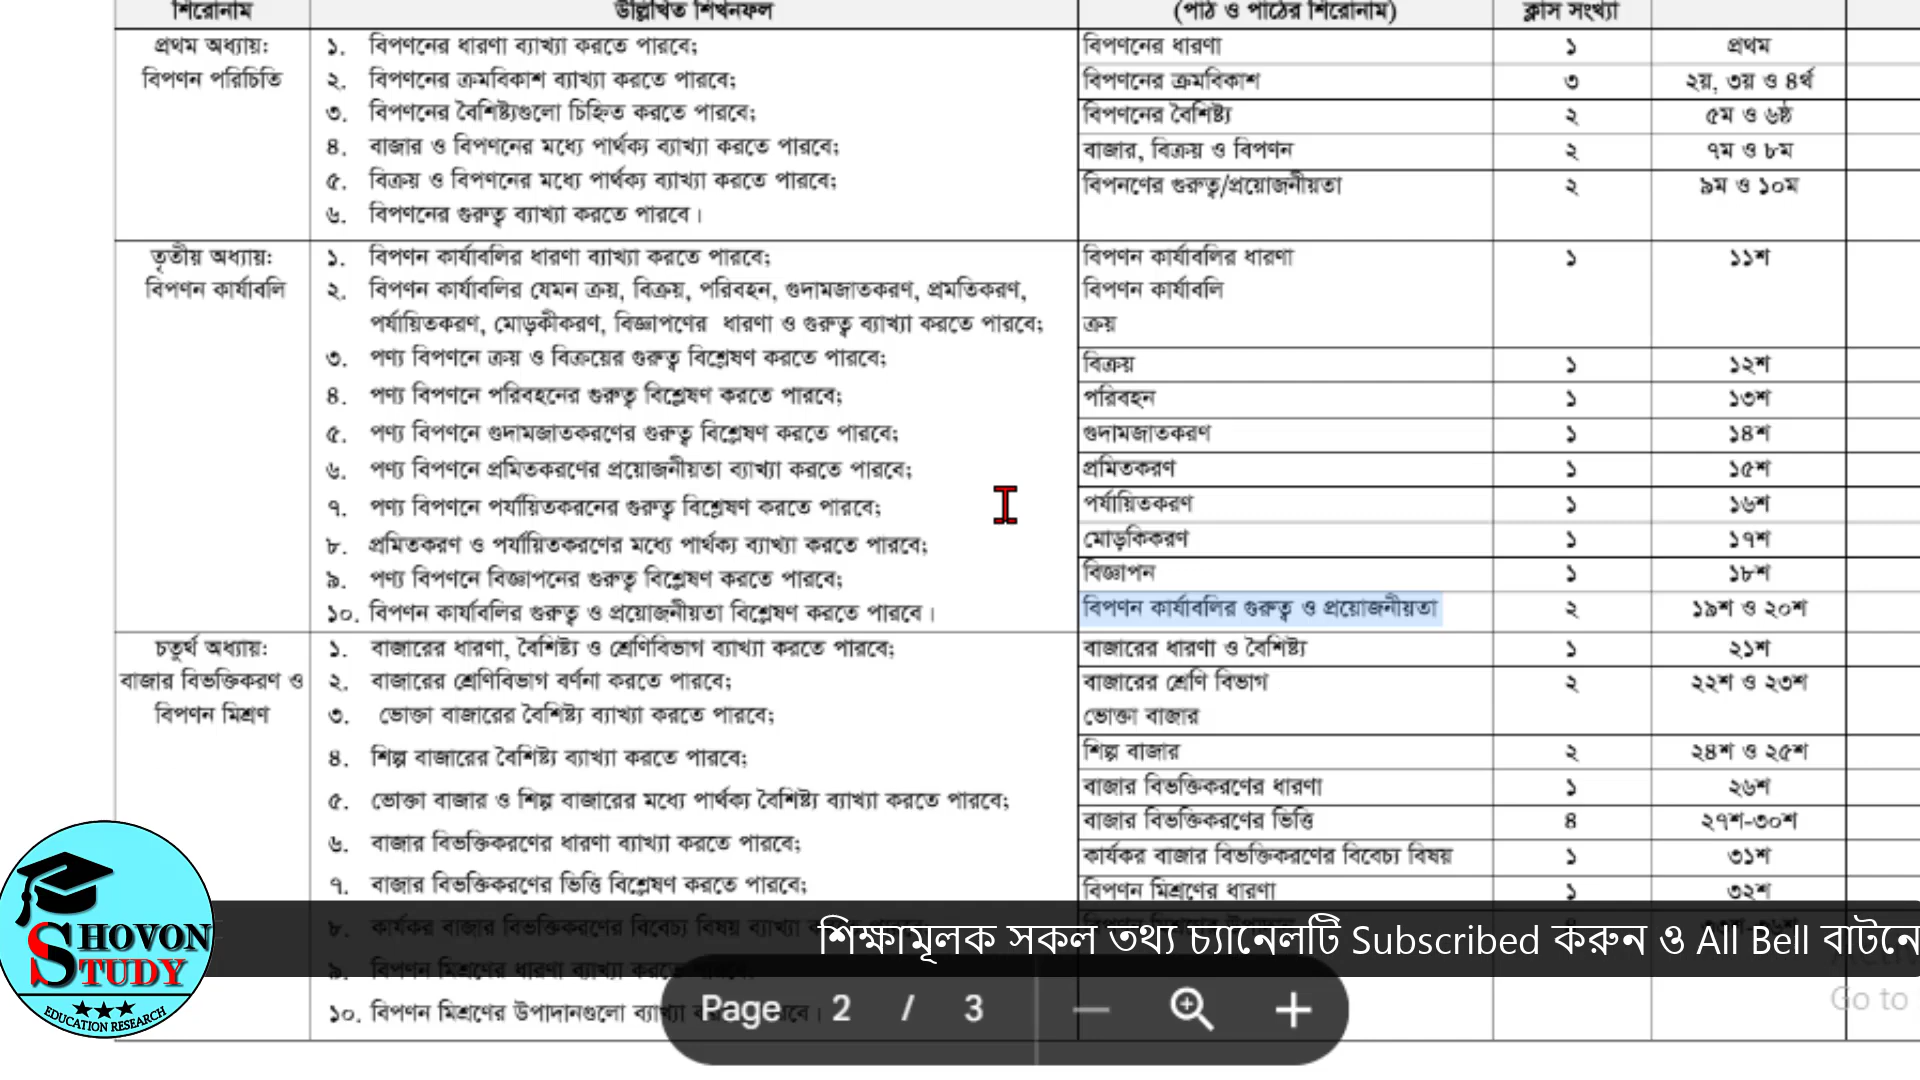 শিরোনাম উল্লিখিত শিখনফল (পাঠ ও পাঠের শিরোনাম) ক্লাস সংখ্যা
প্রথম অধ্যায়:
বিপণন পরিচিতি
১. বিপণনের ধারণা ব্যাখ্যা করতে পারবে;
২. বিপণনের ক্রমবিকাশ ব্যাখ্যা করতে পারবে;
৩. বিপণনের বৈশিষ্ট্যগুলো চিহ্নিত করতে পারবে;
৪. বাজার ও বিপণনের মধ্যে পার্থক্য ব্যাখ্যা করতে পারবে;
৫. বিক্রয় ও বিপণনের মধ্যে পার্থক্য ব্যাখ্যা করতে পারবে;
৬. বিপণনের গুরুত্ব ব্যাখ্যা করতে পারবে।
বিপণনের ধারণা ১ প্রথম
বিপণনের ক্রমবিকাশ ৩ ২য়, ৩য় ও ৪র্থ
বিপণনের বৈশিষ্ট্য ২ ৫ম ও ৬ষ্ঠ
বাজার, বিক্রয় ও বিপণন ২ ৭ম ও ৮ম
বিপনণের গুরুত্ব/প্রয়োজনীয়তা ২ ৯ম ও ১০ম
তৃতীয় অধ্যায়:
বিপণন কার্যাবলি
১. বিপণন কার্যাবলির ধারণা ব্যাখ্যা করতে পারবে;
২. বিপণন কার্যাবলির যেমন ক্রয়, বিক্রয়, পরিবহন, গুদামজাতকরণ, প্রমতিকরণ,
পর্যায়িতকরণ, মোড়কীকরণ, বিজ্ঞাপণের ধারণা ও গুরুত্ব ব্যাখ্যা করতে পারবে;
৩. পণ্য বিপণনে ক্রয় ও বিক্রয়ের গুরুত্ব বিশ্লেষণ করতে পারবে;
৪. পণ্য বিপণনে পরিবহনের গুরুত্ব বিশ্লেষণ করতে পারবে;
৫. পণ্য বিপণনে গুদামজাতকরণের গুরুত্ব বিশ্লেষণ করতে পারবে;
৬. পণ্য বিপণনে প্রমিতকরণের প্রয়োজনীয়তা ব্যাখ্যা করতে পারবে;
৭. পণ্য বিপণনে পর্যায়িতকরনের গুরুত্ব বিশ্লেষণ করতে পারবে;
৮. প্রমিতকরণ ও পর্যায়িতকরণের মধ্যে পার্থক্য ব্যাখ্যা করতে পারবে;
৯. পণ্য বিপণনে বিজ্ঞাপনের গুরুত্ব বিশ্লেষণ করতে পারবে;
১০. বিপণন কার্যাবলির গুরুত্ব ও প্রয়োজনীয়তা বিশ্লেষণ করতে পারবে।
বিপণন কার্যাবলির ধারণা ১ ১১শ
বিপণন কার্যাবলি
ক্রয়
বিক্রয় ১ ১২শ
পরিবহন ১ ১৩শ
গুদামজাতকরণ ১ ১৪শ
প্রমিতকরণ ১ ১৫শ
পর্যায়িতকরণ ১ ১৬শ
মোড়কিকরণ ১ ১৭শ
বিজ্ঞাপন ১ ১৮শ
বিপণন কার্যাবলির গুরুত্ব ও প্রয়োজনীয়তা ২ ১৯শ ও ২০শ
চতুর্থ অধ্যায়:
বাজার বিভক্তিকরণ ও
বিপণন মিশ্রণ
১. বাজারের ধারণা, বৈশিষ্ট্য ও শ্রেণিবিভাগ ব্যাখ্যা করতে পারবে;
২. বাজারের শ্রেণিবিভাগ বর্ণনা করতে পারবে;
৩. ভোক্তা বাজারের বৈশিষ্ট্য ব্যাখ্যা করতে পারবে;
৪. শিল্প বাজারের বৈশিষ্ট্য ব্যাখ্যা করতে পারবে;
৫. ভোক্তা বাজার ও শিল্প বাজারের মধ্যে পার্থক্য বৈশিষ্ট্য ব্যাখ্যা করতে পারবে;
৬. বাজার বিভক্তিকরণের ধারণা ব্যাখ্যা করতে পারবে;
৭. বাজার বিভক্তিকরণের ভিত্তি বিশ্লেষণ করতে পারবে;
৮. কার্যকর বাজার বিভক্তিকরণের বিবেচ্য বিষয় ব্যাখ্যা
৯. বিপণন মিশ্রণের ধারণা ব্যাখ্যা করতে
১০. বিপণন মিশ্রণের উপাদানগুলো
বাজারের ধারণা ও বৈশিষ্ট্য ১ ২১শ
বাজারের শ্রেণি বিভাগ ২ ২২শ ও ২৩শ
ভোক্তা বাজার
শিল্প বাজার ২ ২৪শ ও ২৫শ
বাজার বিভক্তিকরণের ধারণা ১ ২৬শ
বাজার বিভক্তিকরণের ভিত্তি ৪ ২৭শ-৩০শ
কার্যকর বাজার বিভক্তিকরণের বিবেচ্য বিষয় ১ ৩১শ
বিপণন মিশ্রণের ধারণা ১ ৩২শ
শিক্ষামূলক সকল তথ্য চ্যানেলটি Subscribed করুন ও All Bell বাটনে
SHOVON
STUDY
EDUCATION RESEARCH
Page 2 / 3
Go to